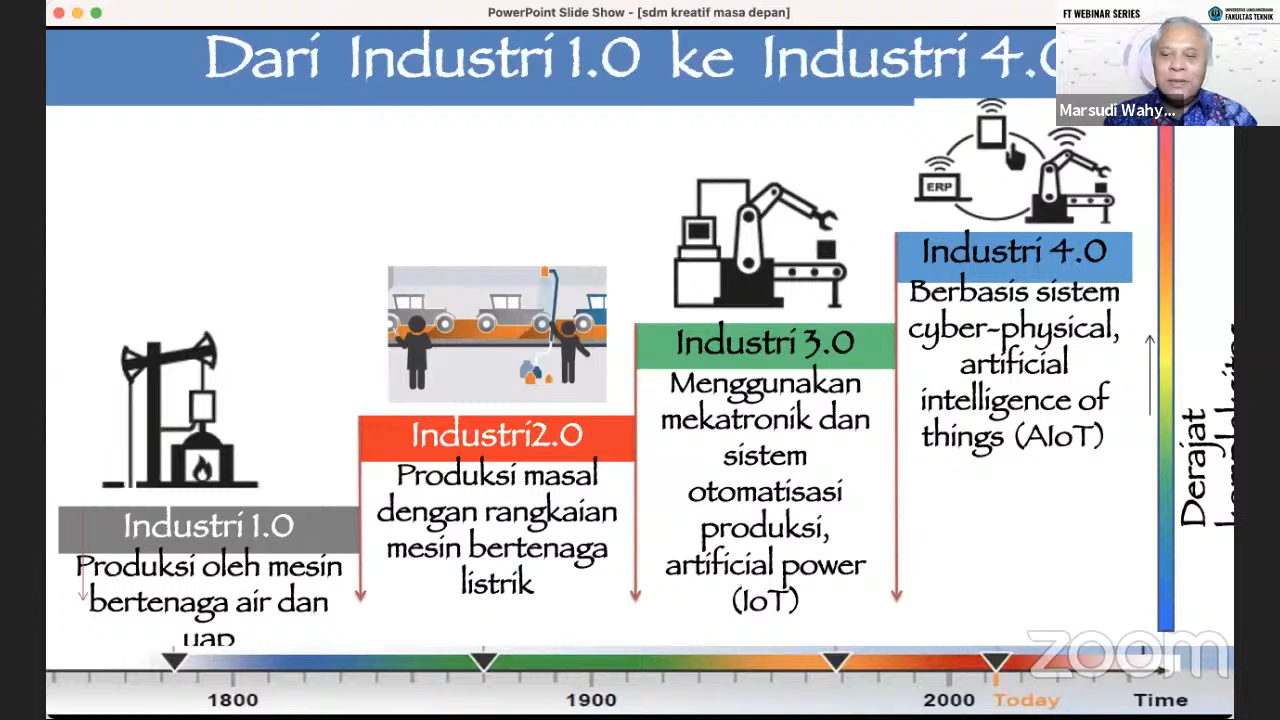 PowerPoint Slide Show - [sdm kreatif masa depan]
FT WEBINAR SERIES
UNIVERSITAS LANGLANGBUANA
FAKULTAS TEKNIK
Marsudi Wahy...
Dari Industri 1.0 ke Industri 4.0
ERP
Industri 4.0
Berbasis sistem
cyber-physical,
artificial
intelligence of
things (AIoT)
Industri 3.0
Menggunakan
mekatronik dan
sistem
otomatisasi
produksi,
artificial power
(IoT)
Industri2.0
Produksi masal
dengan rangkaian
mesin bertenaga
listrik
Industri 1.0
Produksi oleh mesin
bertenaga air dan
uap
Derajat
zoom
1800
1900
2000
Today
Time